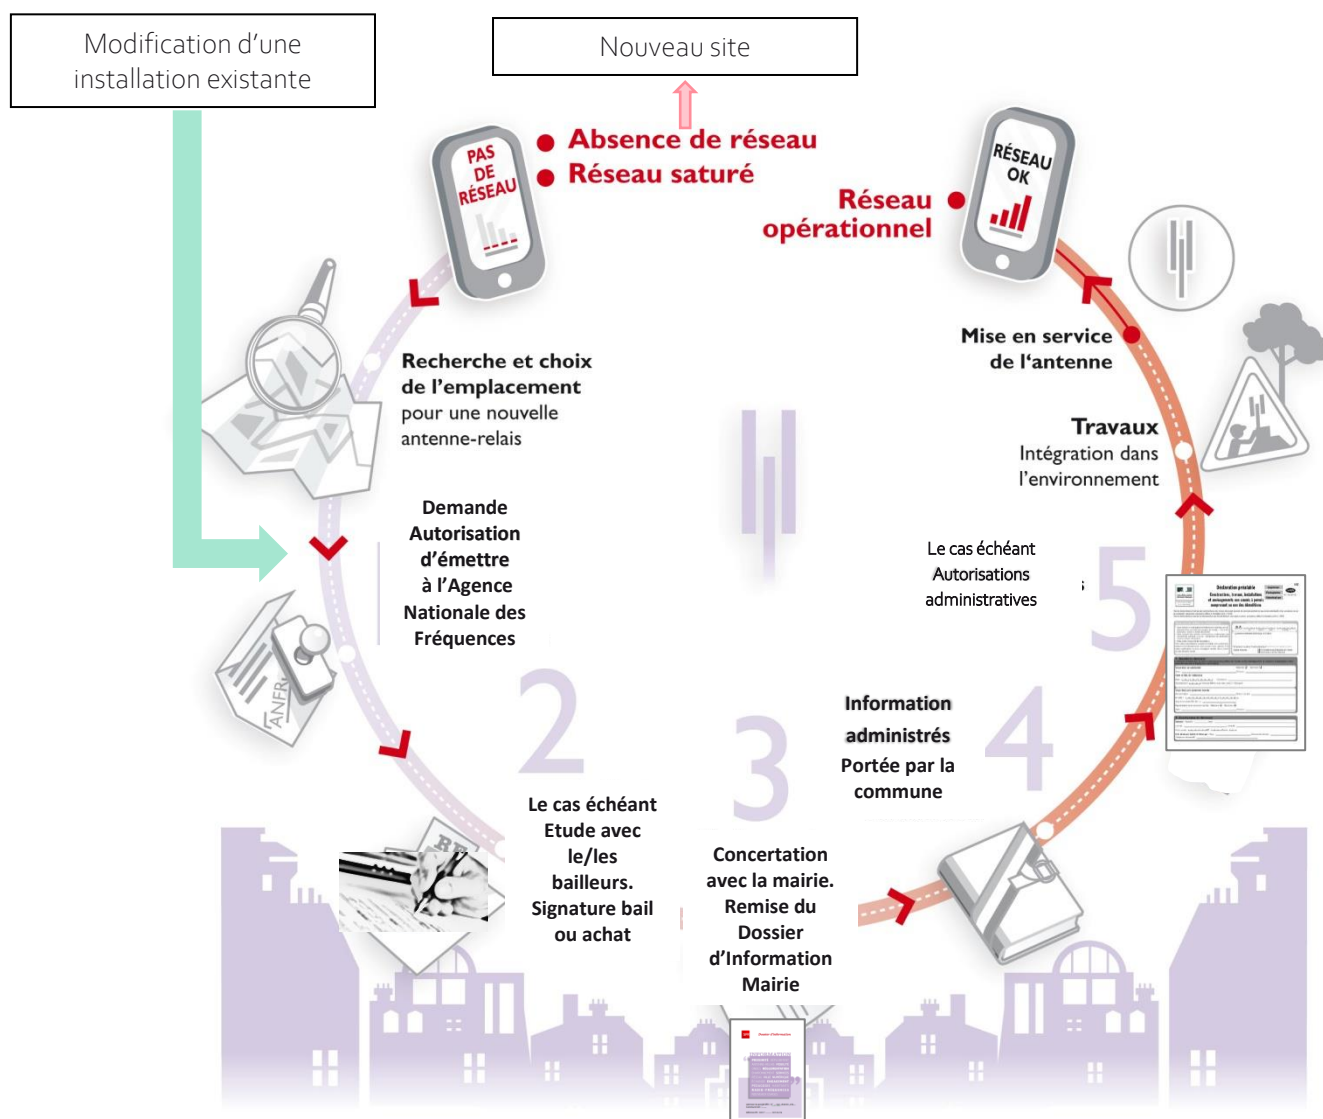 Modification d’une
installation existante
Nouveau site
PAS
DE
RÉSEAU
Absence de réseau
Réseau saturé
RÉSEAU
OK
Réseau
opérationnel
Recherche et choix
de l’emplacement
pour une nouvelle
antenne-relais
Mise en service
de l‘antenne
Travaux
Intégration dans
l’environnement
Demande
Autorisation
d’émettre
à l’Agence
Nationale des
Fréquences
ANFR
Le cas échéant
Autorisations
administratives
5
Déclaration préalable
2
Le cas échéant
Etude avec
le/les
bailleurs.
Signature bail
ou achat
3
Concertation
avec la mairie.
Remise du
Dossier
d’Information
Mairie
4
Information
administrés
Portée par la
commune
INFORMATION